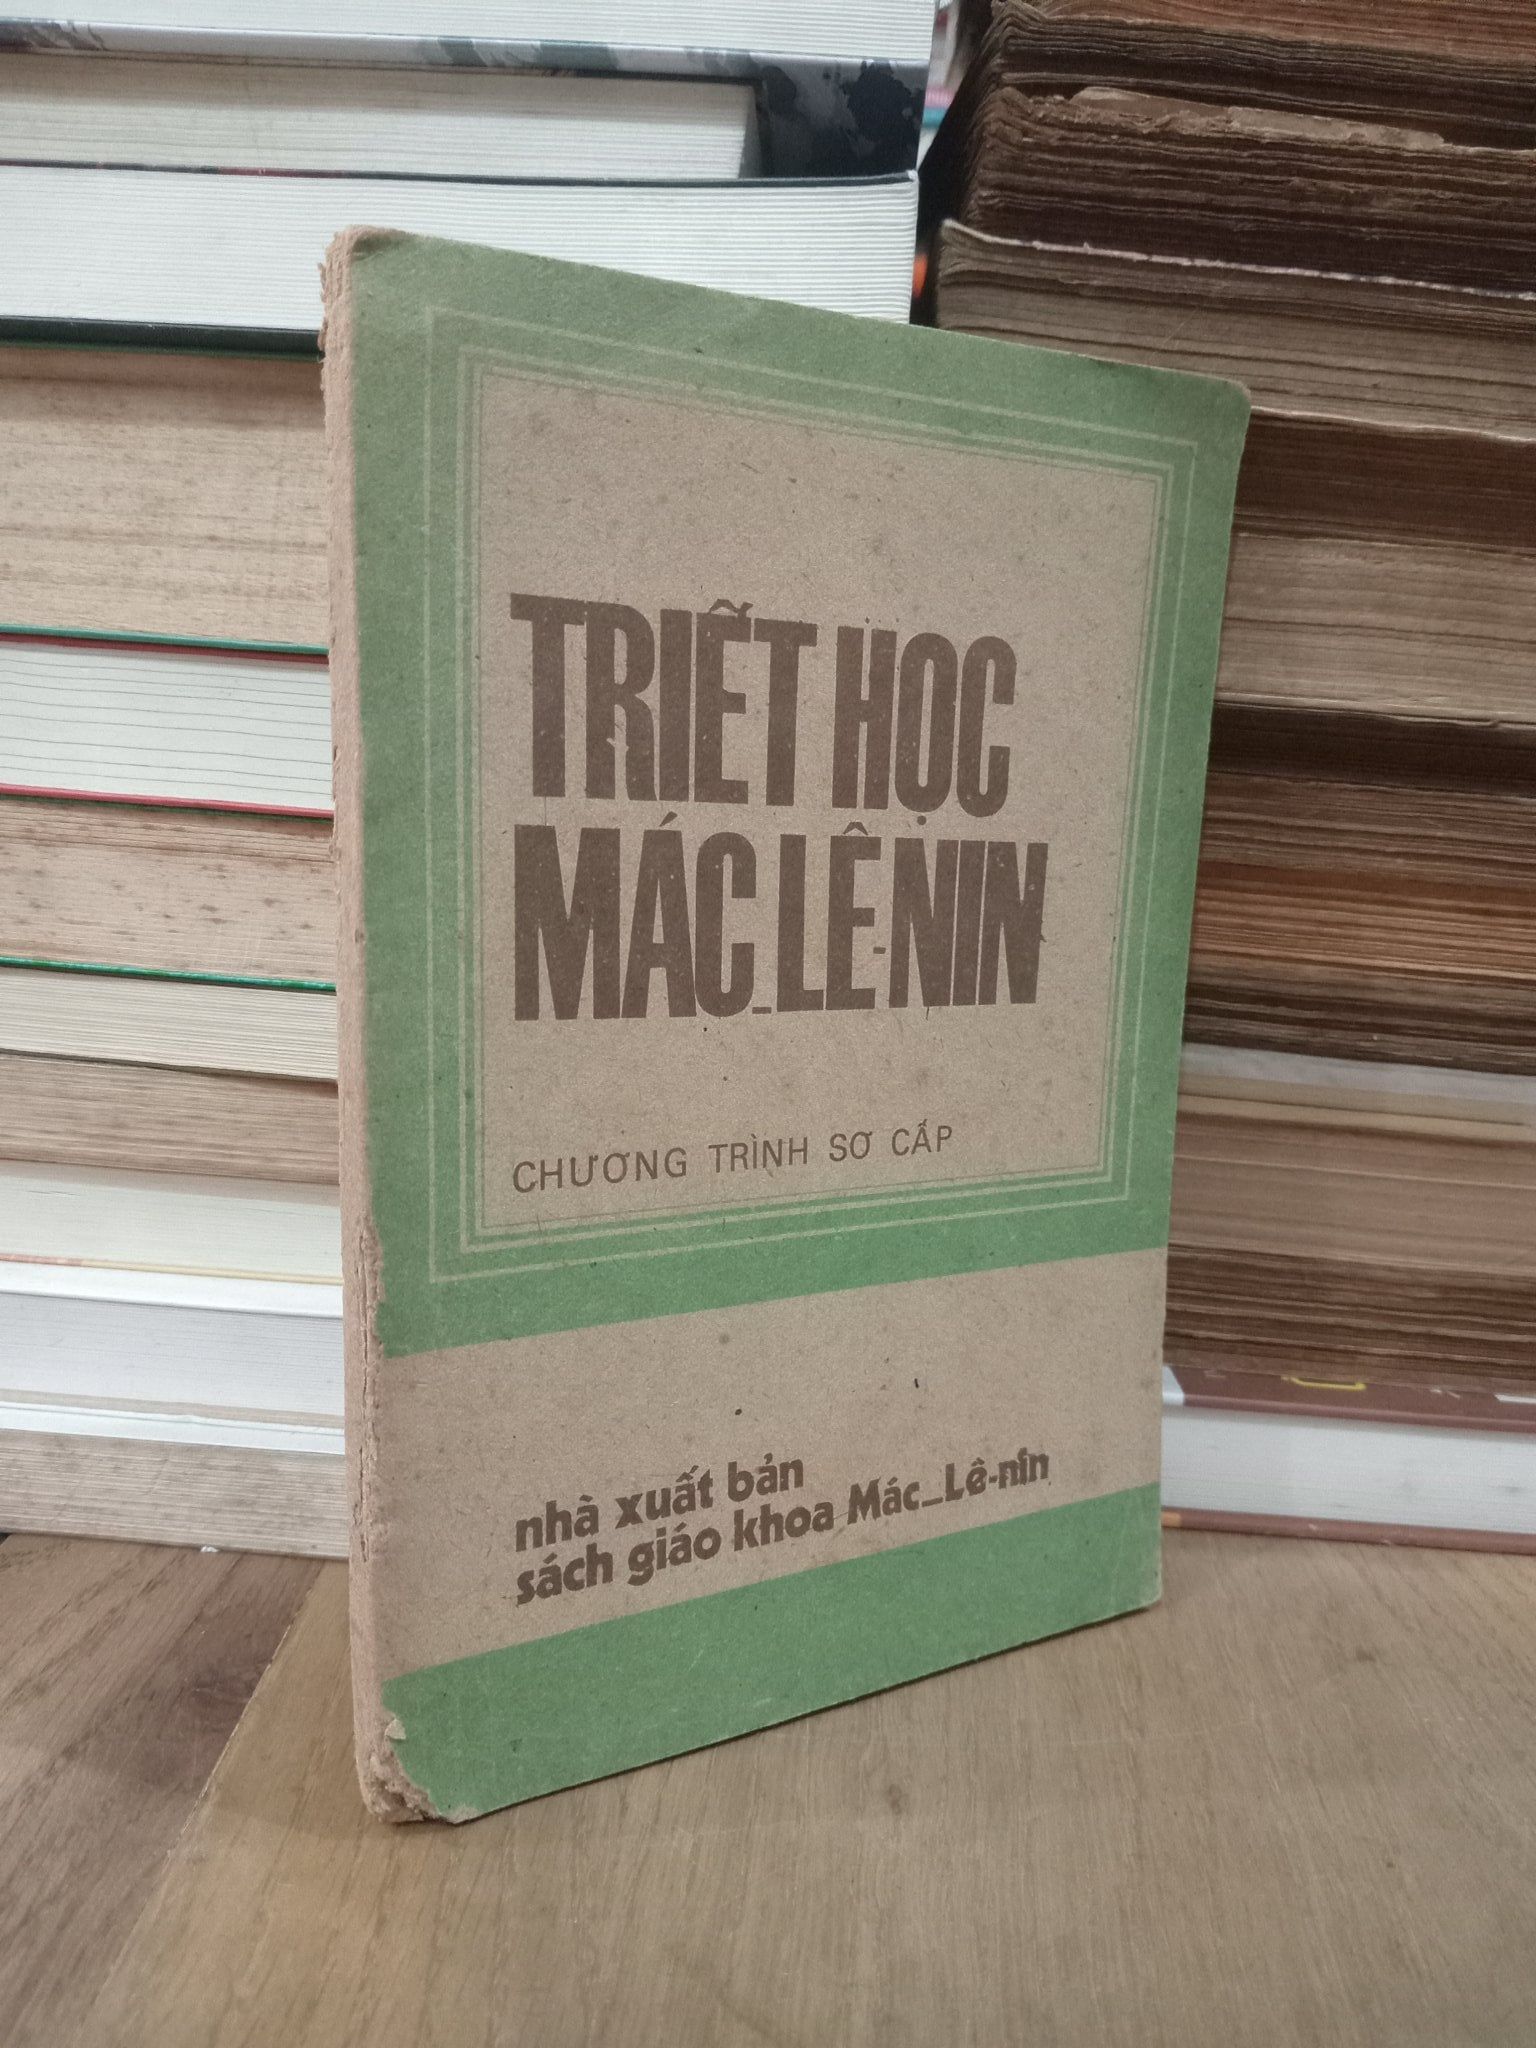 TRIẾT HỌC
MÁC_LÊ-NIN
CHƯƠNG TRÌNH SƠ CẤP
nhà xuất bản
sách giáo khoa Mác_Lê-nin